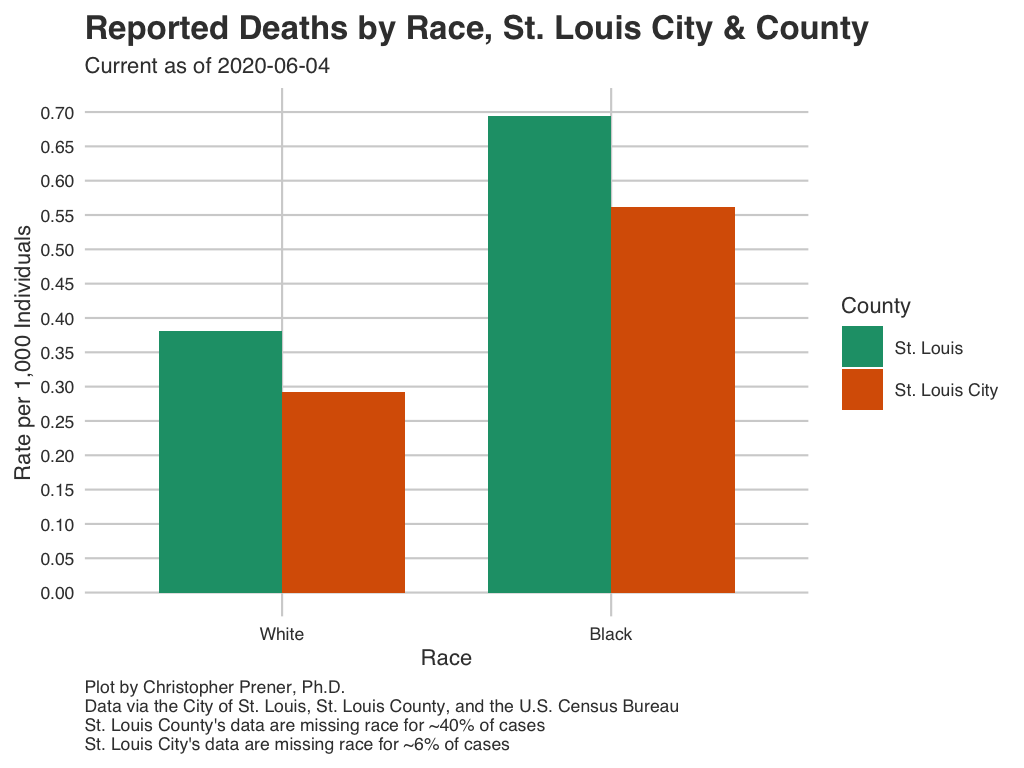 Reported Deaths by Race, St. Louis City & County
Current as of 2020-06-04
Rate per 1,000 Individuals
0.70
0.65
0.60
0.55
0.50
0.45
0.40
0.35
0.30
0.25
0.20
0.15
0.10
0.05
0.00
White
Black
Race
County
St. Louis
St. Louis City
Plot by Christopher Prener, Ph.D.
Data via the City of St. Louis, St. Louis County, and the U.S. Census Bureau
St. Louis County's data are missing race for ~40% of cases
St. Louis City's data are missing race for ~6% of cases